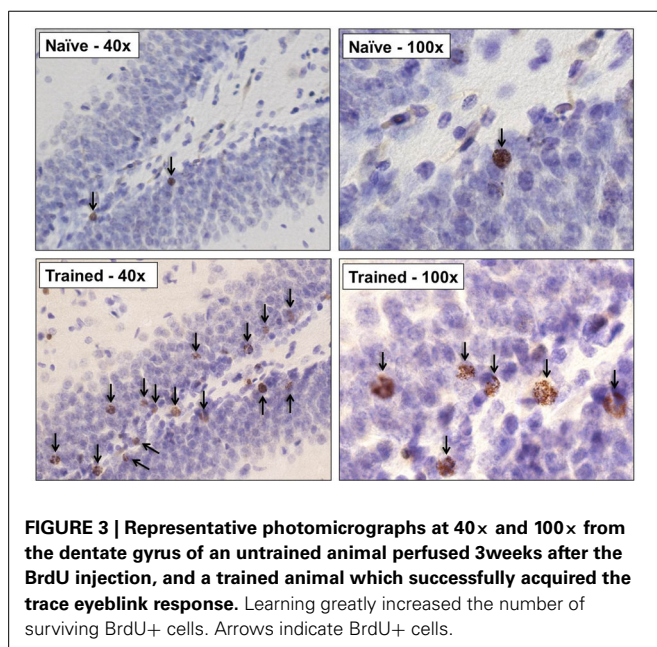 Naïve - 40x
Naïve - 100x
Trained - 40x
Trained - 100x
FIGURE 3 | Representative photomicrographs at 40× and 100× from
the dentate gyrus of an untrained animal perfused 3weeks after the
BrdU injection, and a trained animal which successfully acquired the
trace eyeblink response. Learning greatly increased the number of
surviving BrdU+ cells. Arrows indicate BrdU+ cells.